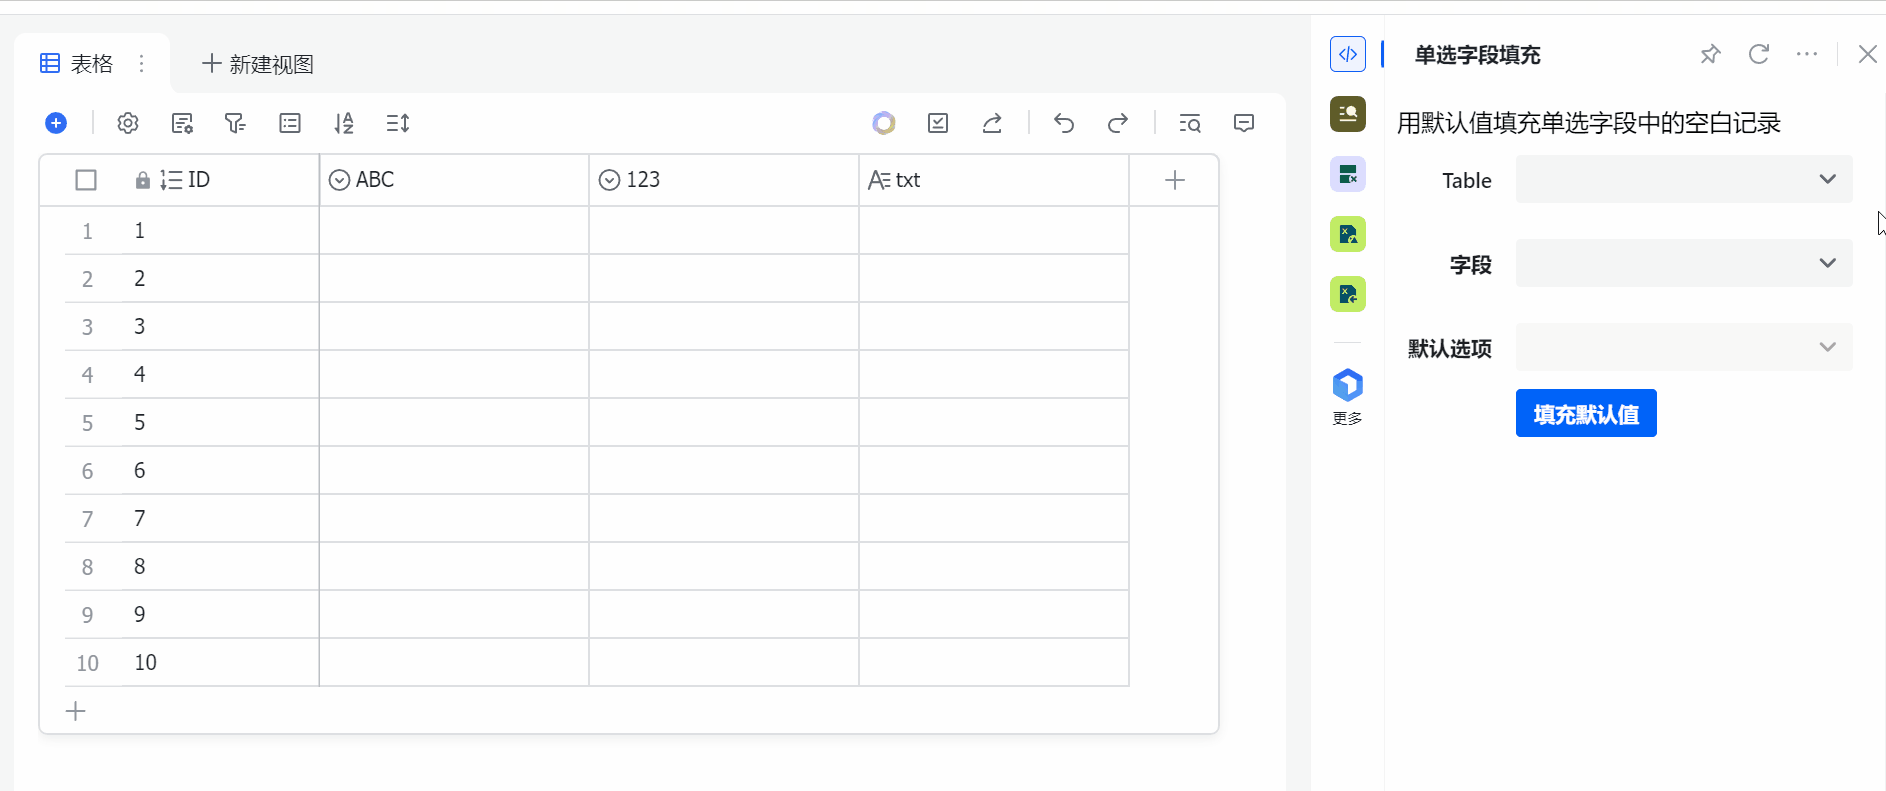 表格
新建视图
ID ABC 123 txt
1 1
2 2
3 3
4 4
5 5
6 6
7 7
8 8
9 9
10 10
更多
单选字段填充
用默认值填充单选字段中的空白记录
Table
字段
默认选项
填充默认值